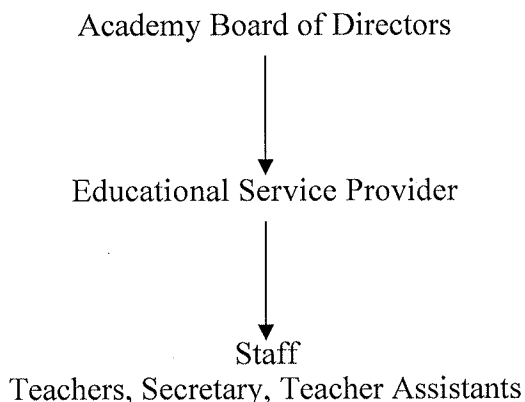 Academy Board of Directors
Educational Service Provider
Staff
Teachers, Secretary, Teacher Assistants